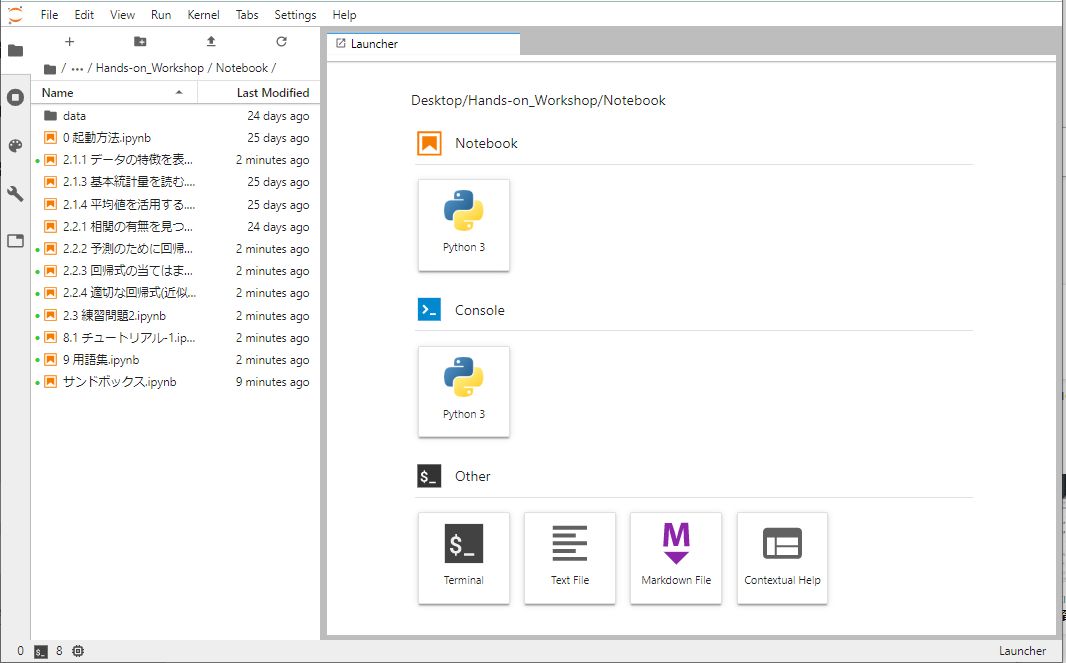 File Edit View Run Kernel Tabs Settings Help
Launcher
/ ... / Hands-on_Workshop / Notebook /
Name Last Modified
data 24 days ago
0 起動方法.ipynb 25 days ago
2.1.1 データの特徴を表... 2 minutes ago
2.1.3 基本統計量を読む.... 25 days ago
2.1.4 平均値を活用する.... 25 days ago
2.2.1 相関の有無を見つ... 24 days ago
2.2.2 予測のために回帰... 2 minutes ago
2.2.3 回帰式の当てはま... 2 minutes ago
2.2.4 適切な回帰式(近似... 2 minutes ago
2.3 練習問題2.ipynb 2 minutes ago
8.1 チュートリアル-1.ip... 2 minutes ago
9 用語集.ipynb 2 minutes ago
サンドボックス.ipynb 9 minutes ago
Desktop/Hands-on_Workshop/Notebook
Notebook
Python 3
Console
Python 3
$_ Other
$_ M
Terminal Text File Markdown File Contextual Help
0 $_ 8 Launcher